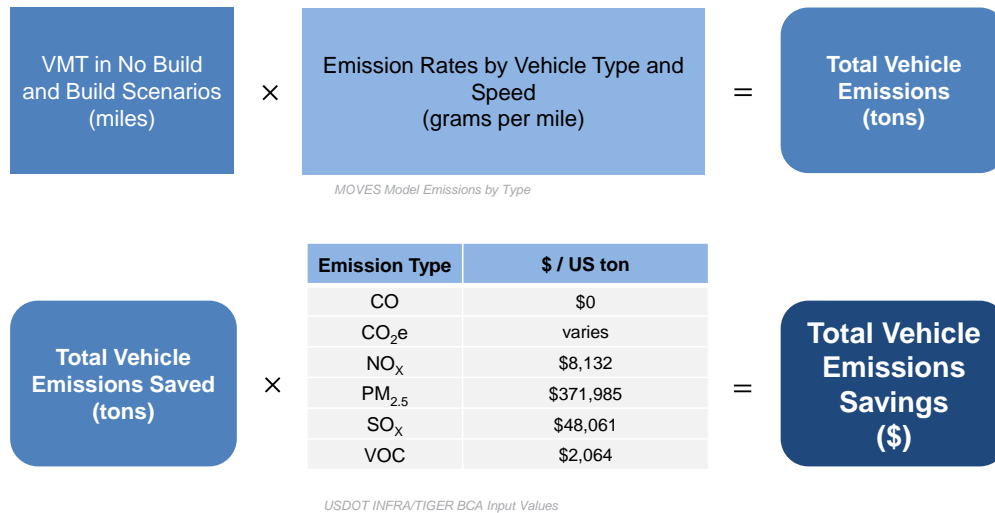 VMT in No Build
and Build Scenarios
(miles)
×
Emission Rates by Vehicle Type and
Speed
(grams per mile)
=
Total Vehicle
Emissions
(tons)
MOVES Model Emissions by Type
Total Vehicle
Emissions Saved
(tons)
×
Emission Type $ / US ton
CO $0
CO₂e varies
NOₓ $8,132
PM₂.₅ $371,985
SOₓ $48,061
VOC $2,064
=
Total Vehicle
Emissions
Savings
($)
USDOT INFRA/TIGER BCA Input Values